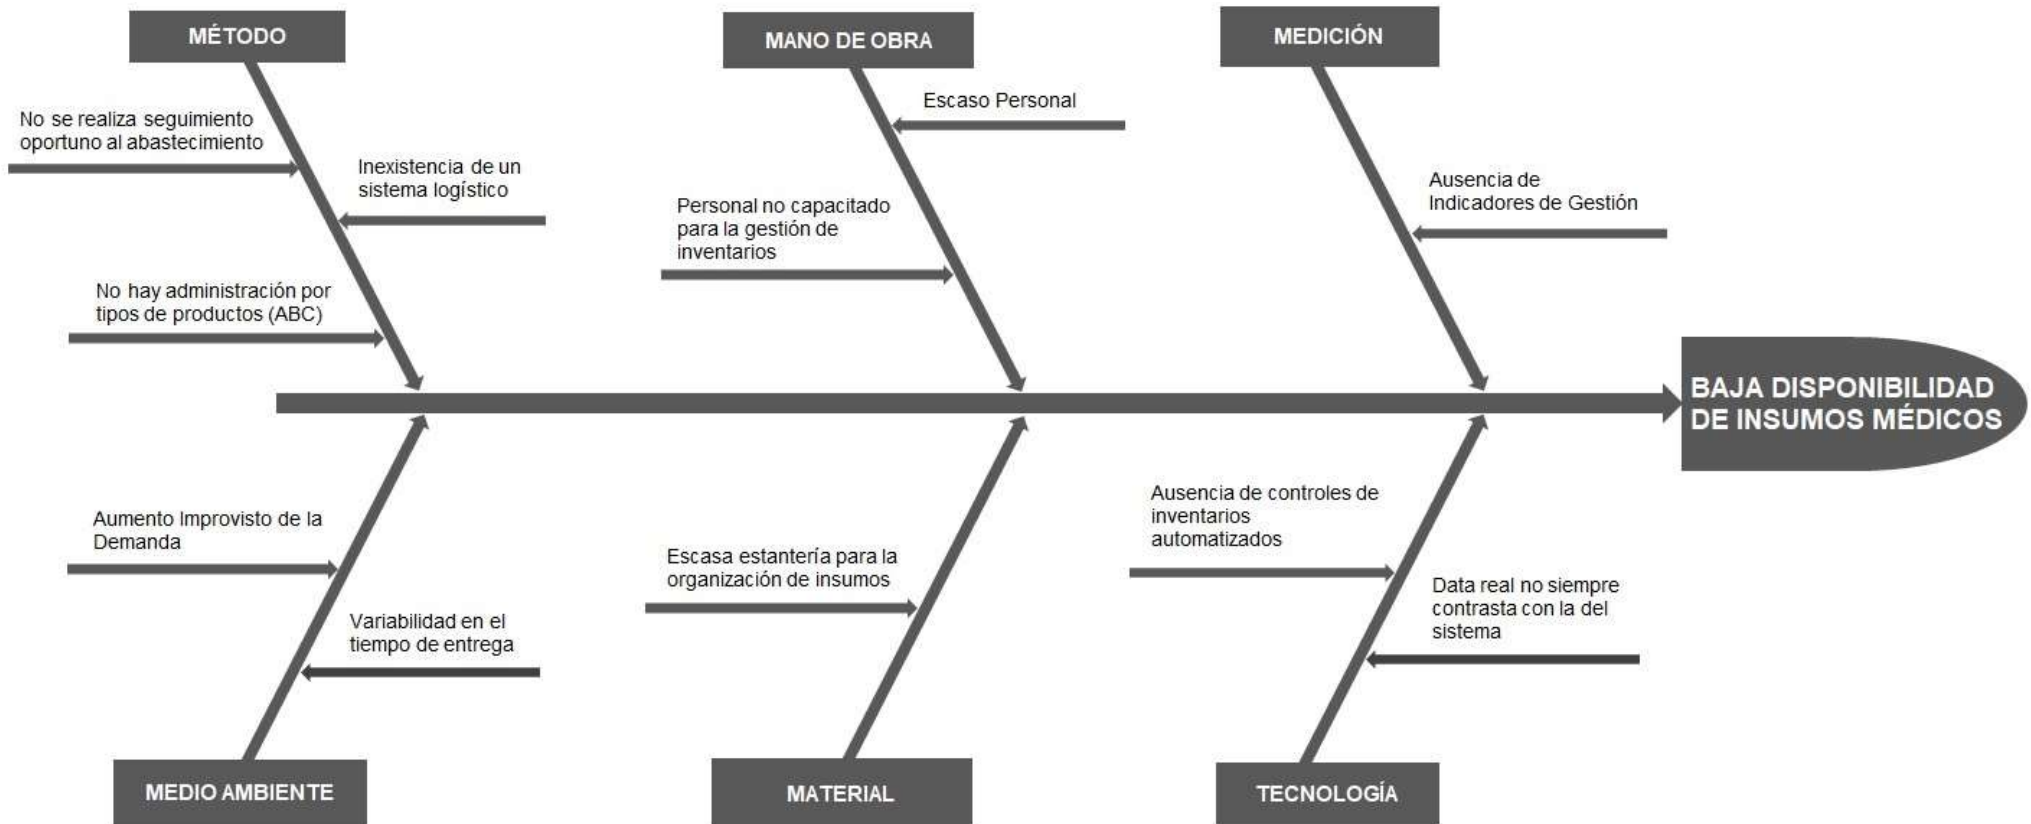 MÉTODO
MANO DE OBRA
MEDICIÓN
No se realiza seguimiento
oportuno al abastecimiento
Inexistencia de un
sistema logístico
No hay administración por
tipos de productos (ABC)
Escaso Personal
Personal no capacitado
para la gestión de
inventarios
Ausencia de
Indicadores de Gestión
BAJA DISPONIBILIDAD
DE INSUMOS MÉDICOS
Aumento Improvisto de la
Demanda
Variabilidad en el
tiempo de entrega
Escasa estantería para la
organización de insumos
Ausencia de controles de
inventarios
automatizados
Data real no siempre
contrasta con la del
sistema
MEDIO AMBIENTE
MATERIAL
TECNOLOGÍA